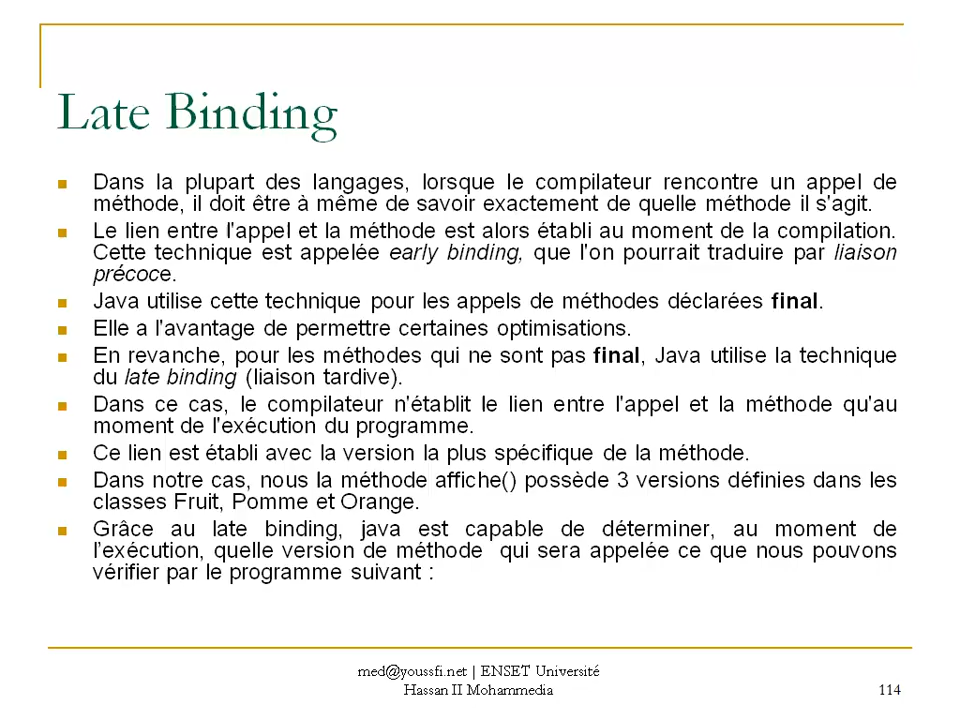 Late Binding
Dans la plupart des langages, lorsque le compilateur rencontre un appel de
méthode, il doit être à même de savoir exactement de quelle méthode il s'agit.
Le lien entre l'appel et la méthode est alors établi au moment de la compilation.
Cette technique est appelée early binding, que l'on pourrait traduire par liaison
précoce.
Java utilise cette technique pour les appels de méthodes déclarées final.
Elle a l'avantage de permettre certaines optimisations.
En revanche, pour les méthodes qui ne sont pas final, Java utilise la technique
du late binding (liaison tardive).
Dans ce cas, le compilateur n'établit le lien entre l'appel et la méthode qu'au
moment de l'exécution du programme.
Ce lien est établi avec la version la plus spécifique de la méthode.
Dans notre cas, nous la méthode affiche() possède 3 versions définies dans les
classes Fruit, Pomme et Orange.
Grâce au late binding, java est capable de déterminer, au moment de
l'exécution, quelle version de méthode qui sera appelée ce que nous pouvons
vérifier par le programme suivant :
med@youssfi.net | ENSET Université
Hassan II Mohammedia
114